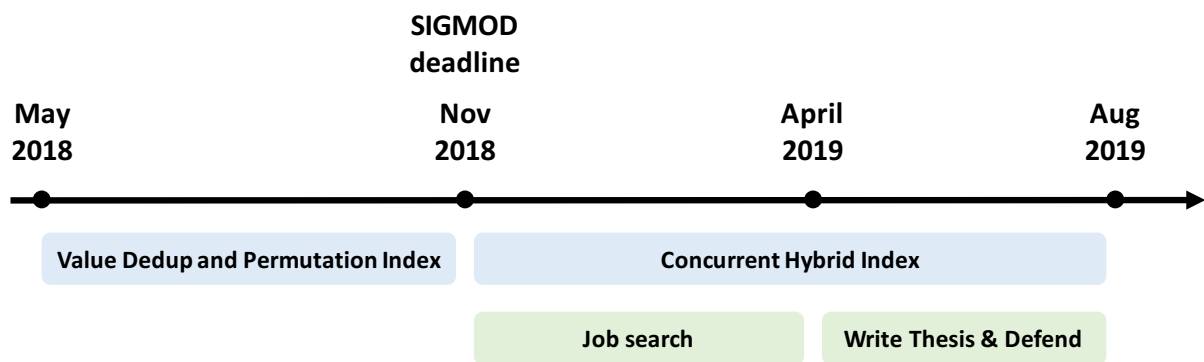 SIGMOD
deadline
May
2018
Nov
2018
April
2019
Aug
2019
Value Dedup and Permutation Index
Concurrent Hybrid Index
Job search
Write Thesis & Defend